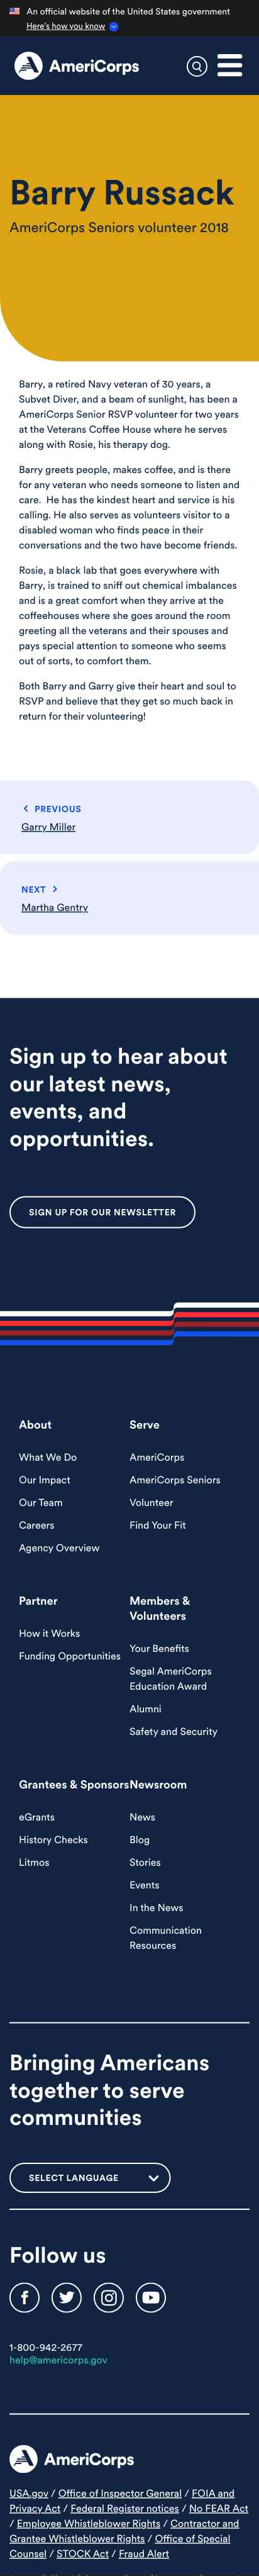 An official website of the United States government
Here's how you know
AmeriCorps
Barry Russack
AmeriCorps Seniors volunteer 2018
Barry, a retired Navy veteran of 30 years, a
Subvet Diver, and a beam of sunlight, has been a
AmeriCorps Senior RSVP volunteer for two years
at the Veterans Coffee House where he serves
along with Rosie, his therapy dog.
Barry greets people, makes coffee, and is there
for any veteran who needs someone to listen and
care.  He has the kindest heart and service is his
calling. He also serves as volunteers visitor to a
disabled woman who finds peace in their
conversations and the two have become friends.
Rosie, a black lab that goes everywhere with
Barry, is trained to sniff out chemical imbalances
and is a great comfort when they arrive at the
coffeehouses where she goes around the room
greeting all the veterans and their spouses and
pays special attention to someone who seems
out of sorts, to comfort them.
Both Barry and Garry give their heart and soul to
RSVP and believe that they get so much back in
return for their volunteering!
PREVIOUS
Garry Miller
NEXT
Martha Gentry
Sign up to hear about
our latest news,
events, and
opportunities.
SIGN UP FOR OUR NEWSLETTER
About
What We Do
Our Impact
Our Team
Careers
Agency Overview
Serve
AmeriCorps
AmeriCorps Seniors
Volunteer
Find Your Fit
Partner
How it Works
Funding Opportunities
Members &
Volunteers
Your Benefits
Segal AmeriCorps
Education Award
Alumni
Safety and Security
Grantees & Sponsors
eGrants
History Checks
Litmos
Newsroom
News
Blog
Stories
Events
In the News
Communication
Resources
Bringing Americans
together to serve
communities
SELECT LANGUAGE
Follow us
1-800-942-2677
help@americorps.gov
AmeriCorps
USA.gov / Office of Inspector General / FOIA and
Privacy Act / Federal Register notices / No FEAR Act
/ Employee Whistleblower Rights / Contractor and
Grantee Whistleblower Rights / Office of Special
Counsel / STOCK Act / Fraud Alert